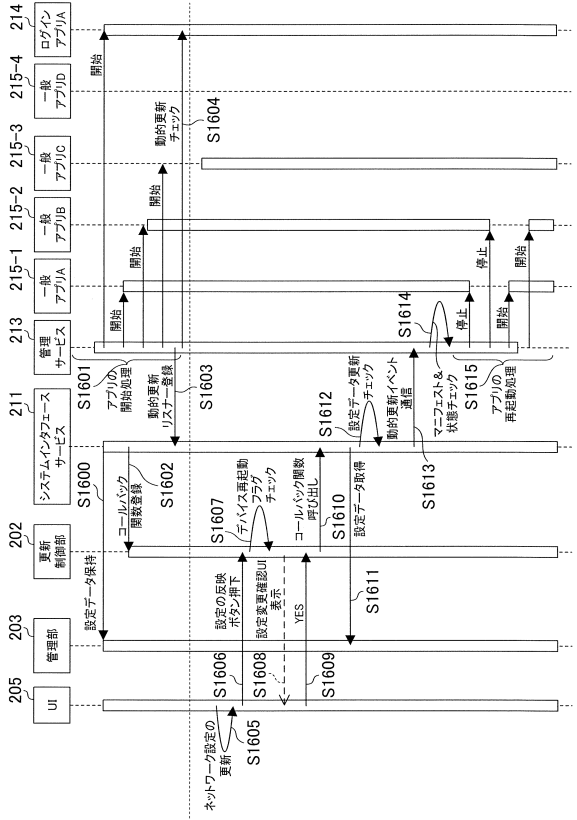 205
UI
203
管理部
202
更新
制御部
211
システムインタフェース
サービス
213
管理
サービス
215-1
一般
アプリA
215-2
一般
アプリB
215-3
一般
アプリC
215-4
一般
アプリD
214
ログイン
アプリA
S1600
設定データ保持
S1601
アプリの
開始処理
開始
開始
開始
開始
S1602
コールバック
関数登録
S1603
動的更新
リスナー登録
S1604
動的更新
チェック
ネットワーク設定の
更新
S1605
S1606
設定の反映
ボタン押下
S1607
デバイス再起動
フラグ
チェック
S1608
設定変更確認UI
表示
S1609
YES
S1610
コールバック関数
呼び出し
S1611
設定データ取得
S1612
設定データ更新
チェック
S1613
動的更新イベント
通信
S1614
マニフェスト&
状態チェック
S1615
アプリの
再起動処理
停止
停止
開始
開始